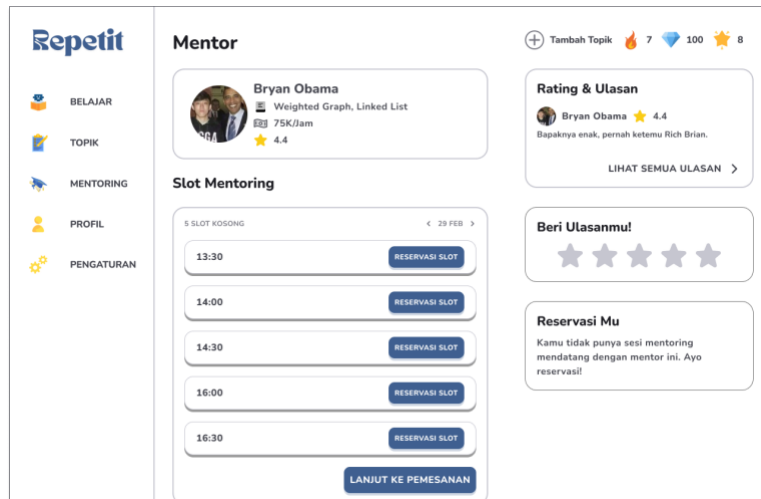 Repetit
BELAJAR
TOPIK
MENTORING
PROFIL
PENGATURAN
Mentor
Bryan Obama
Weighted Graph, Linked List
75K/Jam
4.4
Slot Mentoring
5 SLOT KOSONG
< 29 FEB >
13:30
RESERVASI SLOT
14:00
RESERVASI SLOT
14:30
RESERVASI SLOT
16:00
RESERVASI SLOT
16:30
RESERVASI SLOT
LANJUT KE PEMESANAN
Tambah Topik 7 100 8
Rating & Ulasan
Bryan Obama 4.4
Bapaknya enak, pernah ketemu Rich Brian.
LIHAT SEMUA ULASAN >
Beri Ulasanmu!
Reservasi Mu
Kamu tidak punya sesi mentoring
mendatang dengan mentor ini. Ayo
reservasi!